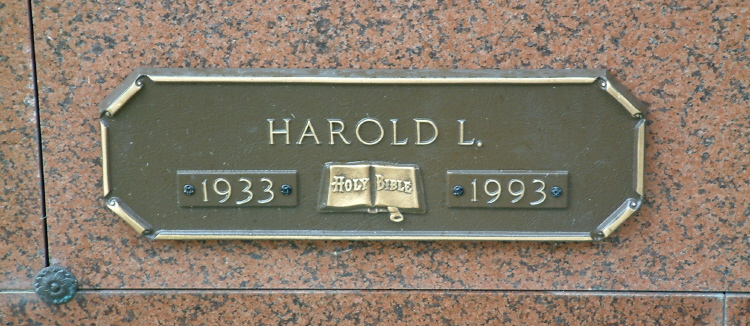 HAROLD L.
1933 HOLY BIBLE 1993